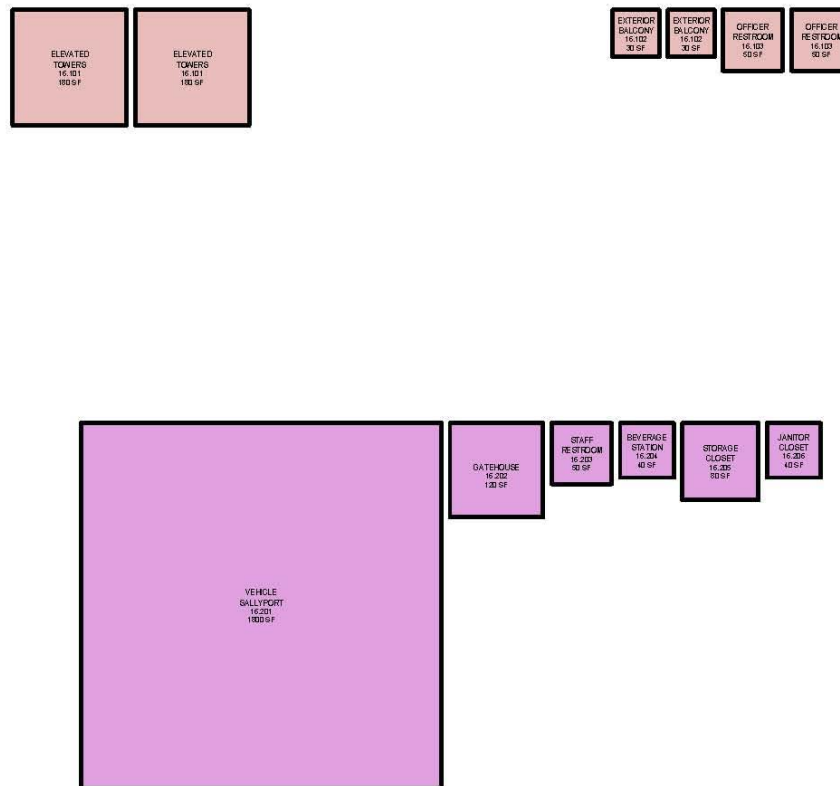 ELEVATED
TOWERS
16.101
180 SF
ELEVATED
TOWERS
16.101
180 SF
EXTERIOR
BALCONY
16.102
30 SF
EXTERIOR
BALCONY
16.102
30 SF
OFFICER
RESTROOM
16.103
50 SF
OFFICER
RESTROOM
16.103
50 SF
VEHICLE
SALLYPORT
16.201
1800 SF
GATEHOUSE
16.202
120 SF
STAFF
RESTROOM
16.203
50 SF
BEVERAGE
STATION
16.204
40 SF
STORAGE
CLOSET
16.205
80 SF
JANITOR
CLOSET
16.206
40 SF